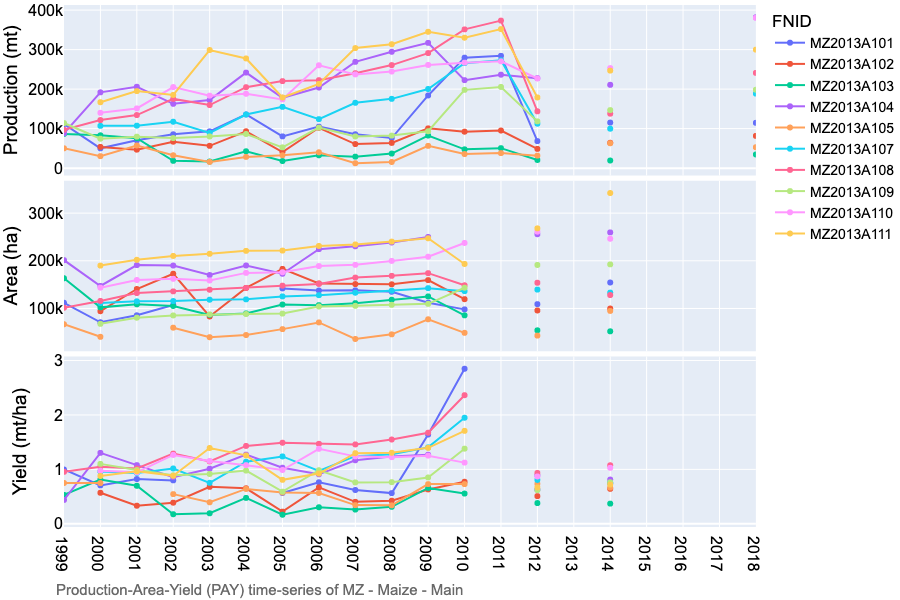 FNID
MZ2013A101
MZ2013A102
MZ2013A103
MZ2013A104
MZ2013A105
MZ2013A107
MZ2013A108
MZ2013A109
MZ2013A110
MZ2013A111
Production (mt)
400k
300k
200k
100k
0
Area (ha)
300k
200k
100k
Yield (mt/ha)
3
2
1
0
1999 2000 2001 2002 2003 2004 2005 2006 2007 2008 2009 2010 2011 2012 2013 2014 2015 2016 2017 2018
Production-Area-Yield (PAY) time-series of MZ - Maize - Main